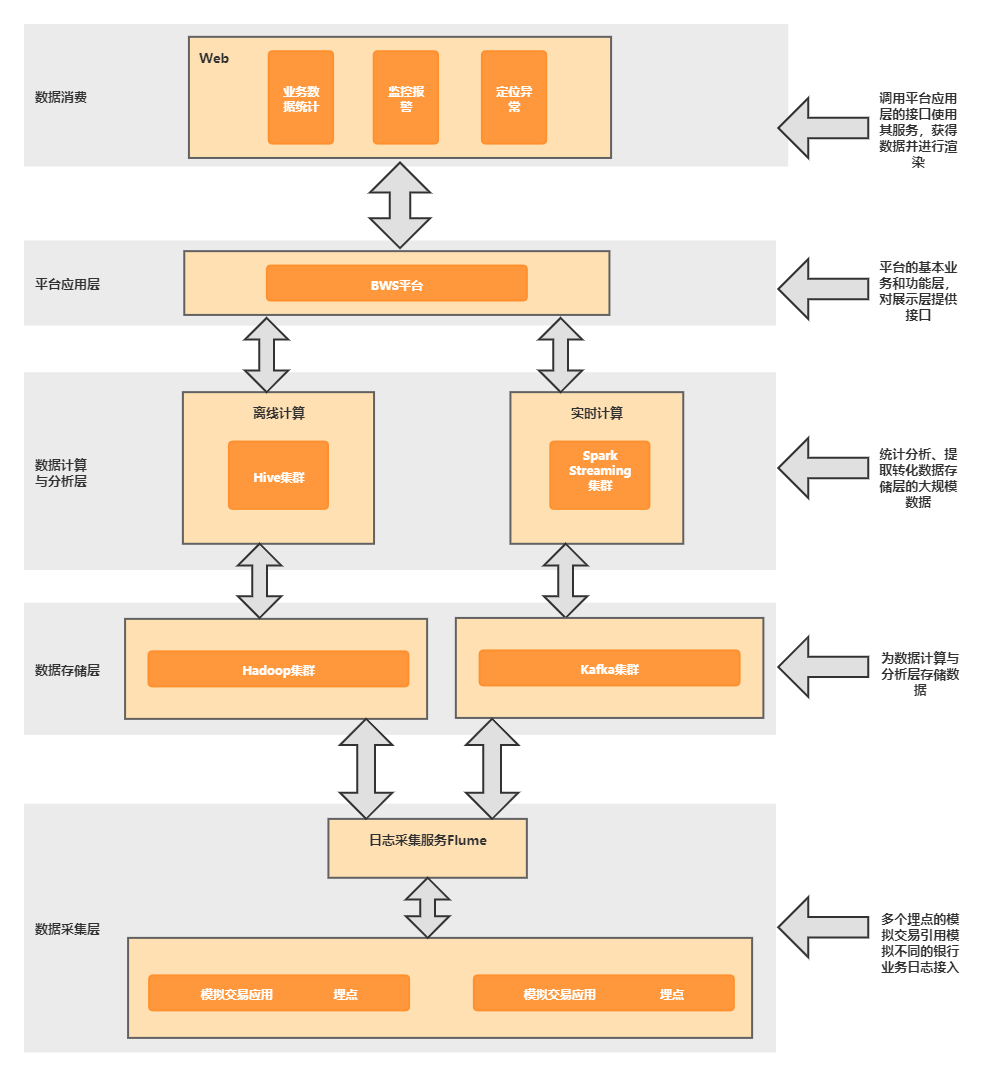 Web
业务数
据统计
监控报
警
定位异
常
数据消费
调用平台应用
层的接口使用
其服务，获得
数据并进行渲
染
平台应用层
BWS平台
平台的基本业
务和功能层，
对展示层提供
接口
离线计算
实时计算
数据计算
与分析层
Hive集群
Spark
Streaming
集群
统计分析、提
取转化数据存
储层的大规模
数据
数据存储层
Hadoop集群
Kafka集群
为数据计算与
分析层存储数
据
日志采集服务Flume
数据采集层
多个埋点的模
拟交易引用模
拟不同的银行
业务日志接入
模拟交易应用 埋点
模拟交易应用 埋点